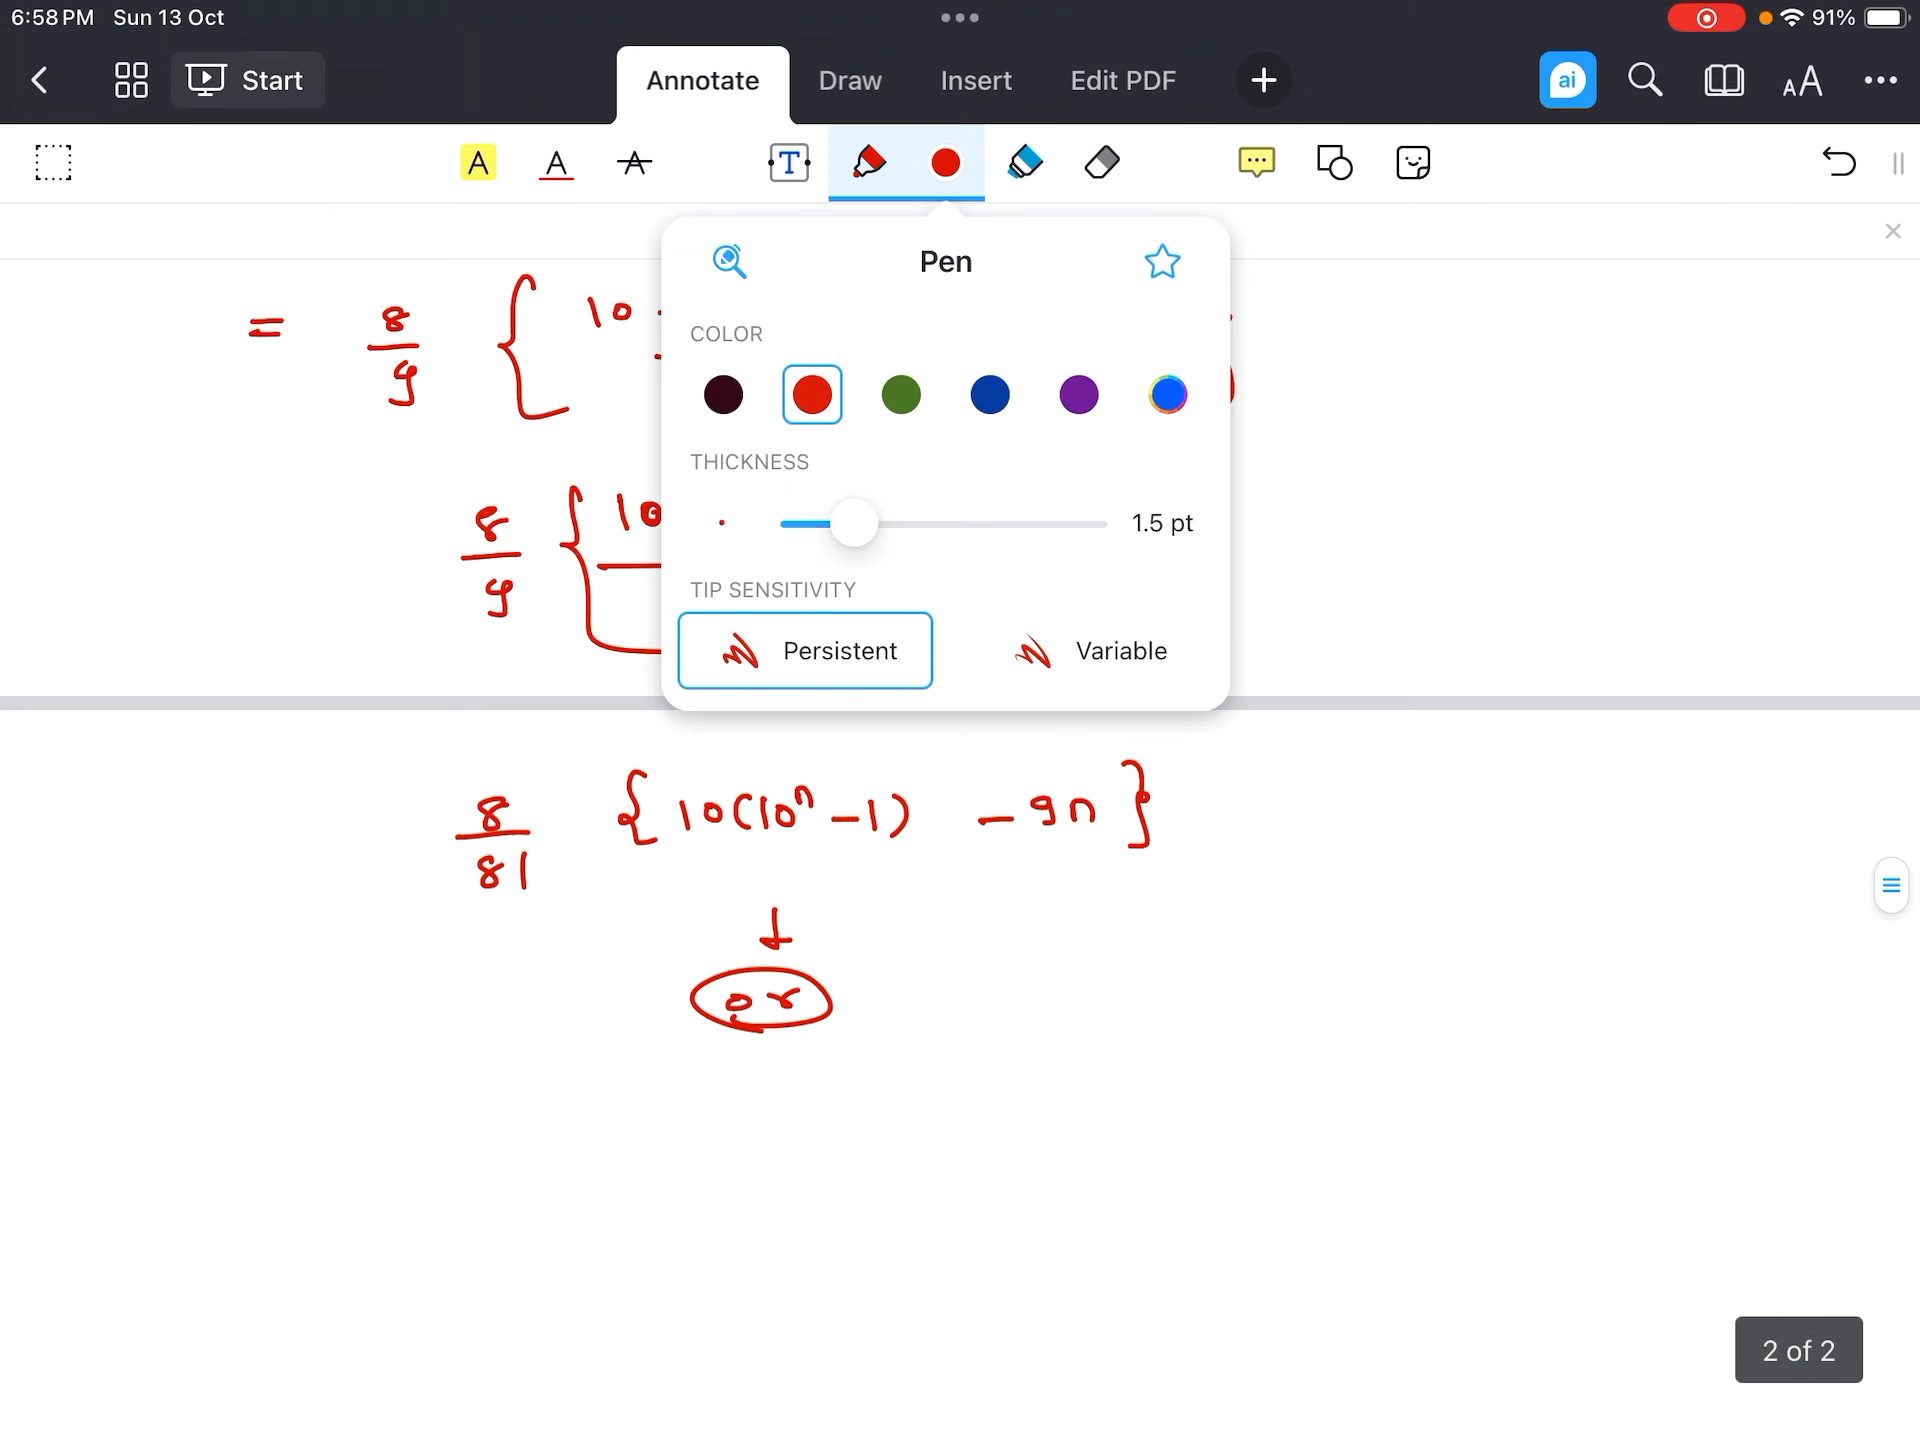 6:58 PM Sun 13 Oct 91%
Start Annotate Draw Insert Edit PDF + ai AA
A A A T
Pen
COLOR
= 8/9 { 10
THICKNESS
1.5 pt
8/9 { 10
TIP SENSITIVITY
Persistent Variable
8/81 { 10(10ⁿ - 1) - 9n }
or
2 of 2